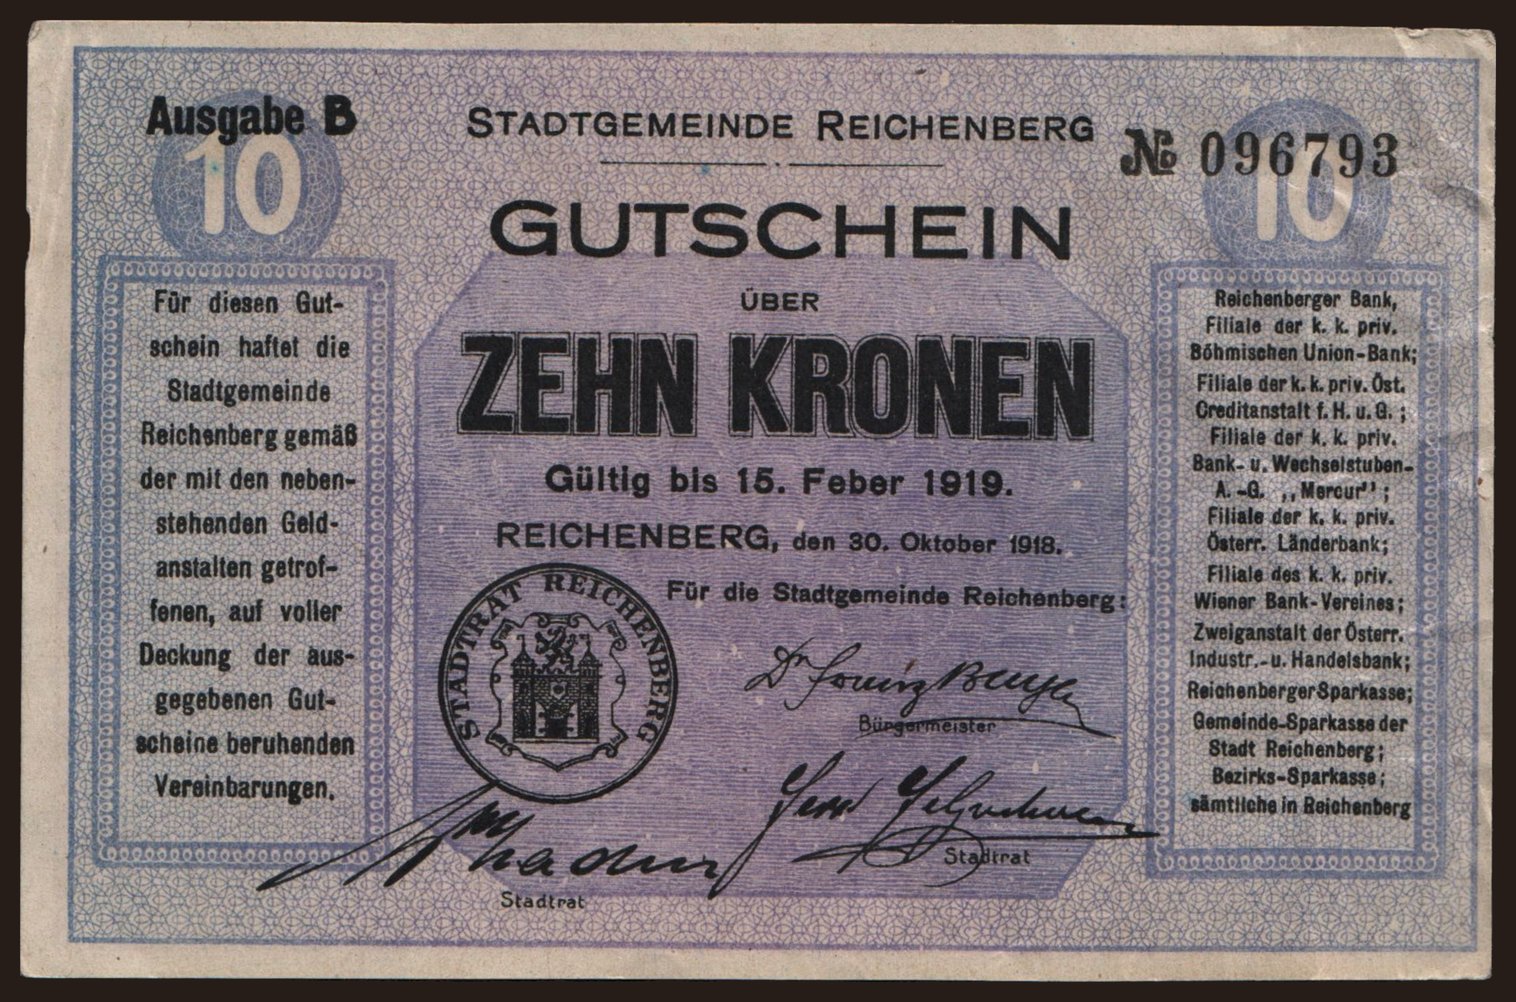 Ausgabe B
10
STADTGEMEINDE REICHENBERG
№ 096793
10
GUTSCHEIN
ÜBER
ZEHN KRONEN
Gültig bis 15. Feber 1919.
REICHENBERG, den 30. Oktober 1918.
Für die Stadtgemeinde Reichenberg:
Bürgermeister
Stadtrat
Stadtrat
STADTRAT REICHENBERG
Für diesen Gut-
schein haftet die
Stadtgemeinde
Reichenberg gemäß
der mit den neben-
stehenden Geld-
anstalten getrof-
fenen, auf voller
Deckung der aus-
gegebenen Gut-
scheine beruhenden
Vereinbarungen.
Reichenberger Bank,
Filiale der k. k. priv.
Böhmischen Union-Bank;
Filiale der k. k. priv. Öst.
Creditanstalt f. H. u. G. ;
Filiale der k. k. priv.
Bank- u. Wechselstuben-
A. -G. ,,Mercur'' ;
Filiale der k. k. priv.
Österr. Länderbank;
Filiale des k. k. priv.
Wiener Bank-Vereines;
Zweiganstalt der Österr.
Industr.- u. Handelsbank;
Reichenberger Sparkasse;
Gemeinde-Sparkasse der
Stadt Reichenberg;
Bezirks-Sparkasse;
sämtliche in Reichenberg